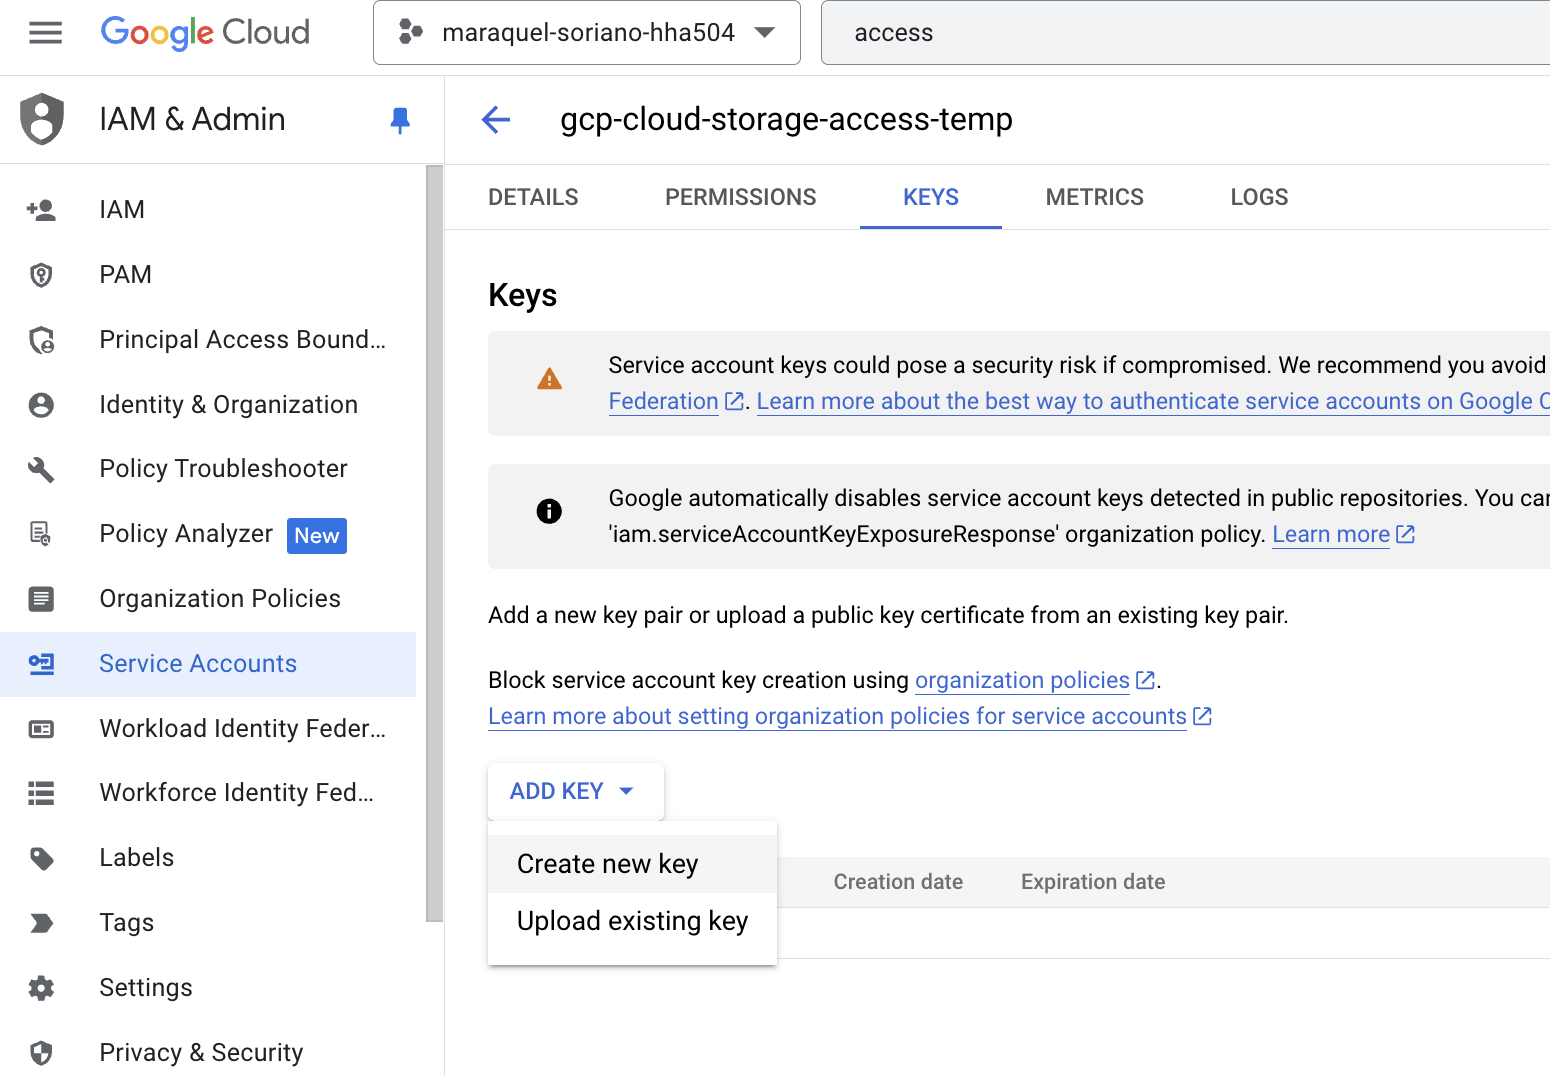 Google Cloud
maraquel-soriano-hha504
access
IAM & Admin
gcp-cloud-storage-access-temp
DETAILS
PERMISSIONS
KEYS
METRICS
LOGS
IAM
PAM
Principal Access Bound...
Identity & Organization
Policy Troubleshooter
Policy Analyzer New
Organization Policies
Service Accounts
Workload Identity Feder...
Workforce Identity Fed...
Labels
Tags
Settings
Privacy & Security
Keys
Service account keys could pose a security risk if compromised. We recommend you avoid
Federation. Learn more about the best way to authenticate service accounts on Google C
Google automatically disables service account keys detected in public repositories. You can
'iam.serviceAccountKeyExposureResponse' organization policy. Learn more
Add a new key pair or upload a public key certificate from an existing key pair.
Block service account key creation using organization policies.
Learn more about setting organization policies for service accounts
ADD KEY
Create new key
Upload existing key
Creation date
Expiration date